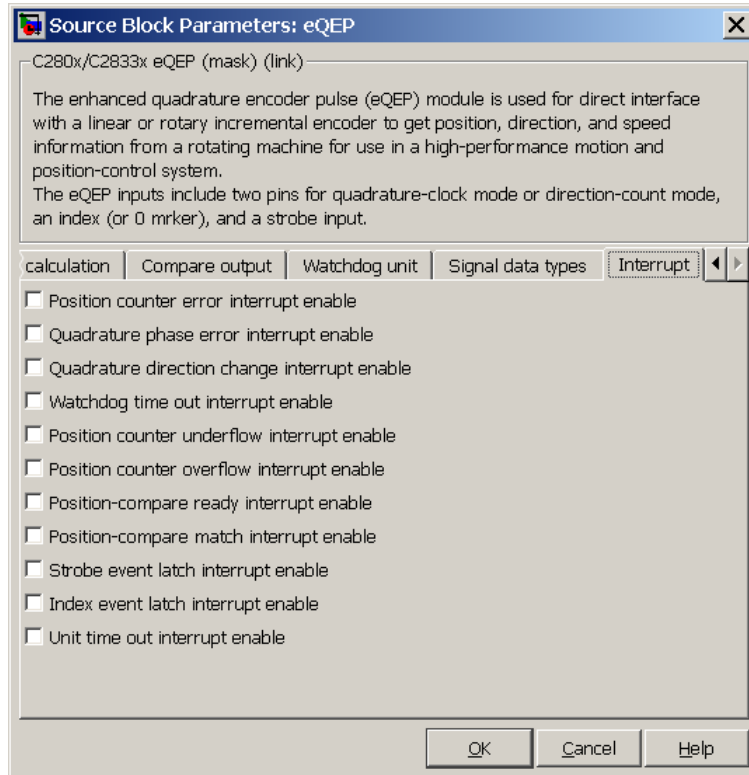 Source Block Parameters: eQEP
C280x/C2833x eQEP (mask) (link)
The enhanced quadrature encoder pulse (eQEP) module is used for direct interface
with a linear or rotary incremental encoder to get position, direction, and speed
information from a rotating machine for use in a high-performance motion and
position-control system.
The eQEP inputs include two pins for quadrature-clock mode or direction-count mode,
an index (or 0 mrker), and a strobe input.
calculation Compare output Watchdog unit Signal data types Interrupt
Position counter error interrupt enable
Quadrature phase error interrupt enable
Quadrature direction change interrupt enable
Watchdog time out interrupt enable
Position counter underflow interrupt enable
Position counter overflow interrupt enable
Position-compare ready interrupt enable
Position-compare match interrupt enable
Strobe event latch interrupt enable
Index event latch interrupt enable
Unit time out interrupt enable
OK Cancel Help